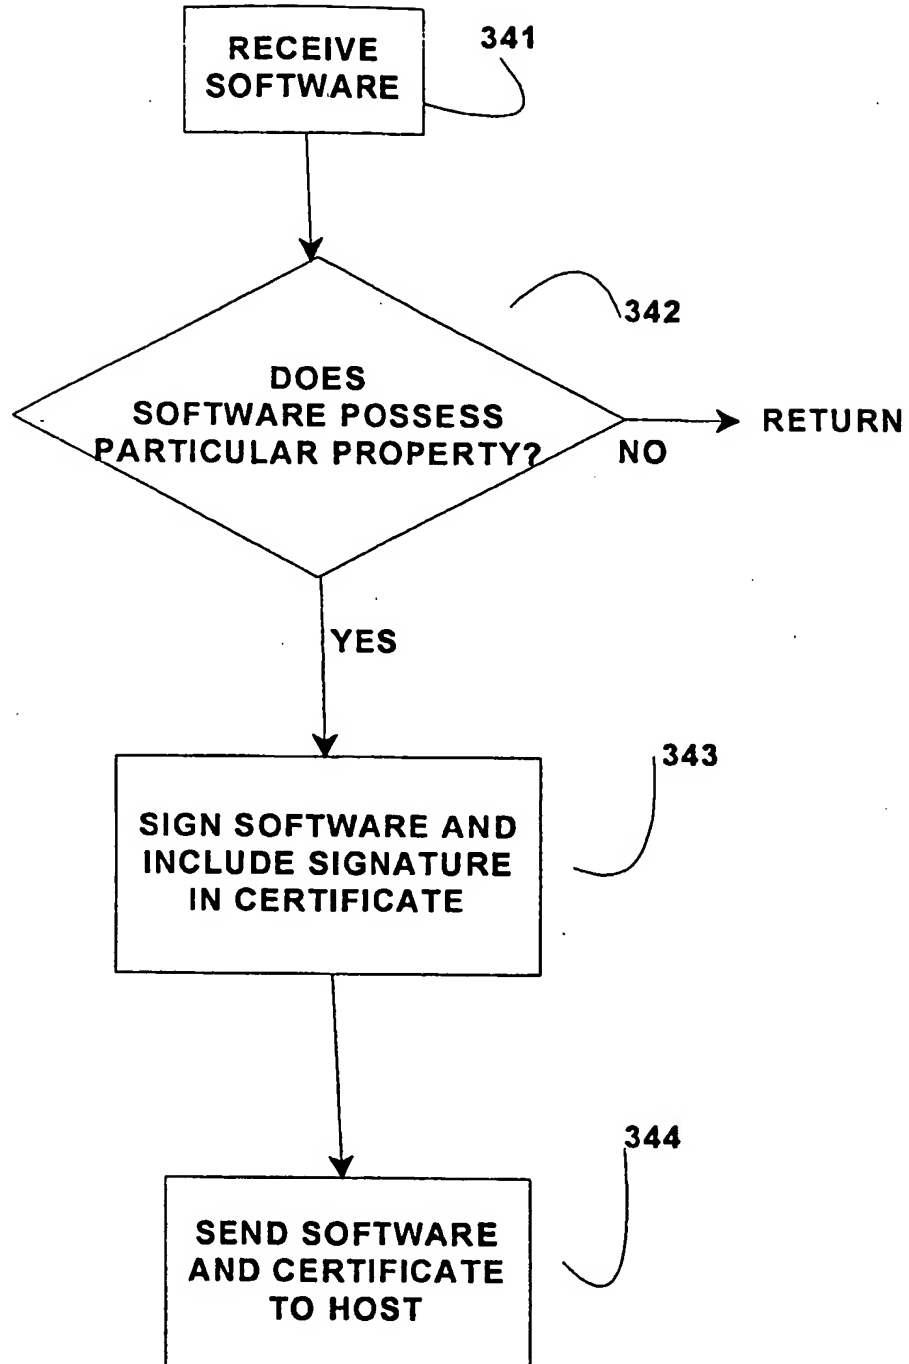 RECEIVE
SOFTWARE
341
342
DOES
SOFTWARE POSSESS
PARTICULAR PROPERTY?
RETURN
NO
YES
343
SIGN SOFTWARE AND
INCLUDE SIGNATURE
IN CERTIFICATE
344
SEND SOFTWARE
AND CERTIFICATE
TO HOST